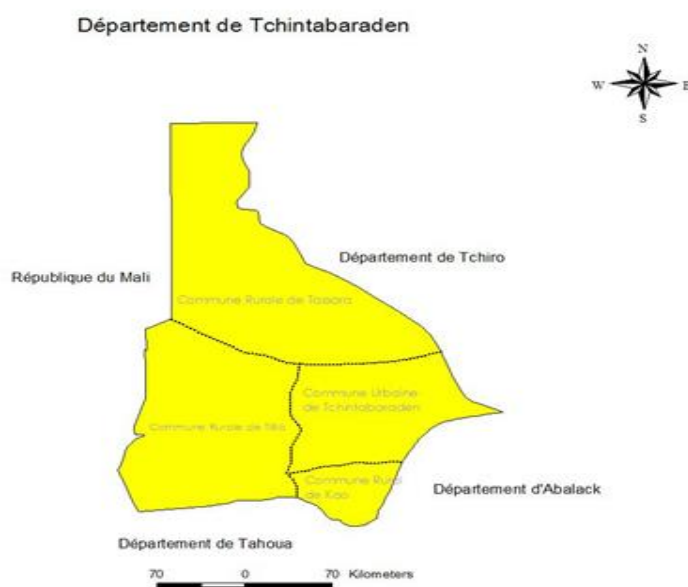 Département de Tchintabaraden
N
W
E
S
Département de Tchiro
République du Mali
Commune Rurale de Tassara
Commune Urbaine
de Tchintabaraden
Commune Rurale de Tillia
Commune Rural
de Kao
Département d'Abalack
Département de Tahoua
70 0 70 Kilometers